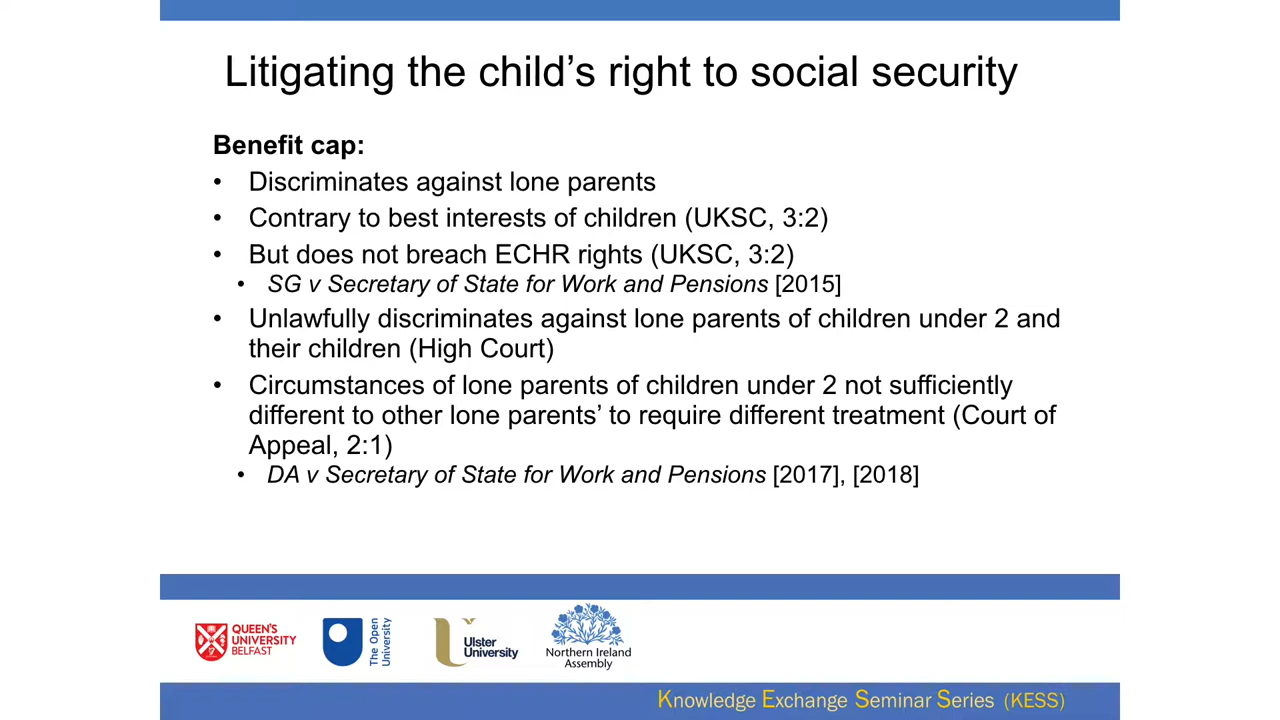 Litigating the child’s right to social security
Benefit cap:
• Discriminates against lone parents
• Contrary to best interests of children (UKSC, 3:2)
• But does not breach ECHR rights (UKSC, 3:2)
• SG v Secretary of State for Work and Pensions [2015]
• Unlawfully discriminates against lone parents of children under 2 and
their children (High Court)
• Circumstances of lone parents of children under 2 not sufficiently
different to other lone parents’ to require different treatment (Court of
Appeal, 2:1)
• DA v Secretary of State for Work and Pensions [2017], [2018]
QUEEN'S
UNIVERSITY
BELFAST
The Open
University
Ulster
University
Northern Ireland
Assembly
Knowledge Exchange Seminar Series (KESS)